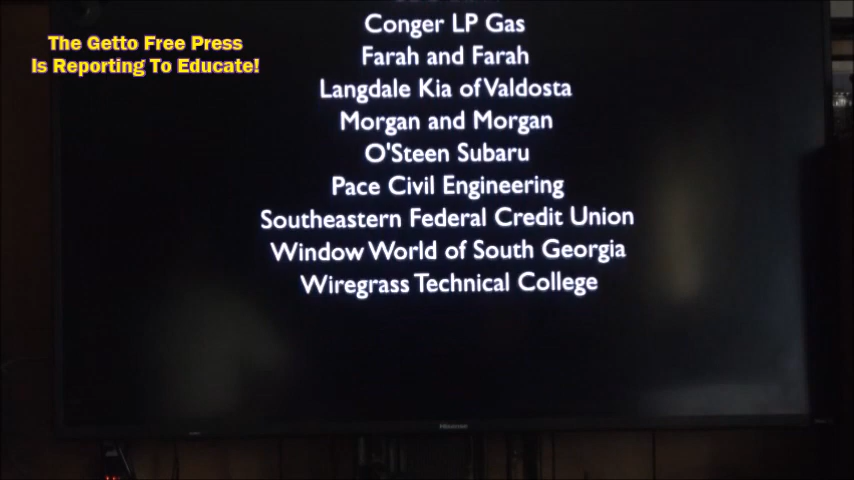 The Getto Free Press
Is Reporting To Educate!
Conger LP Gas
Farah and Farah
Langdale Kia of Valdosta
Morgan and Morgan
O'Steen Subaru
Pace Civil Engineering
Southeastern Federal Credit Union
Window World of South Georgia
Wiregrass Technical College
Hisense